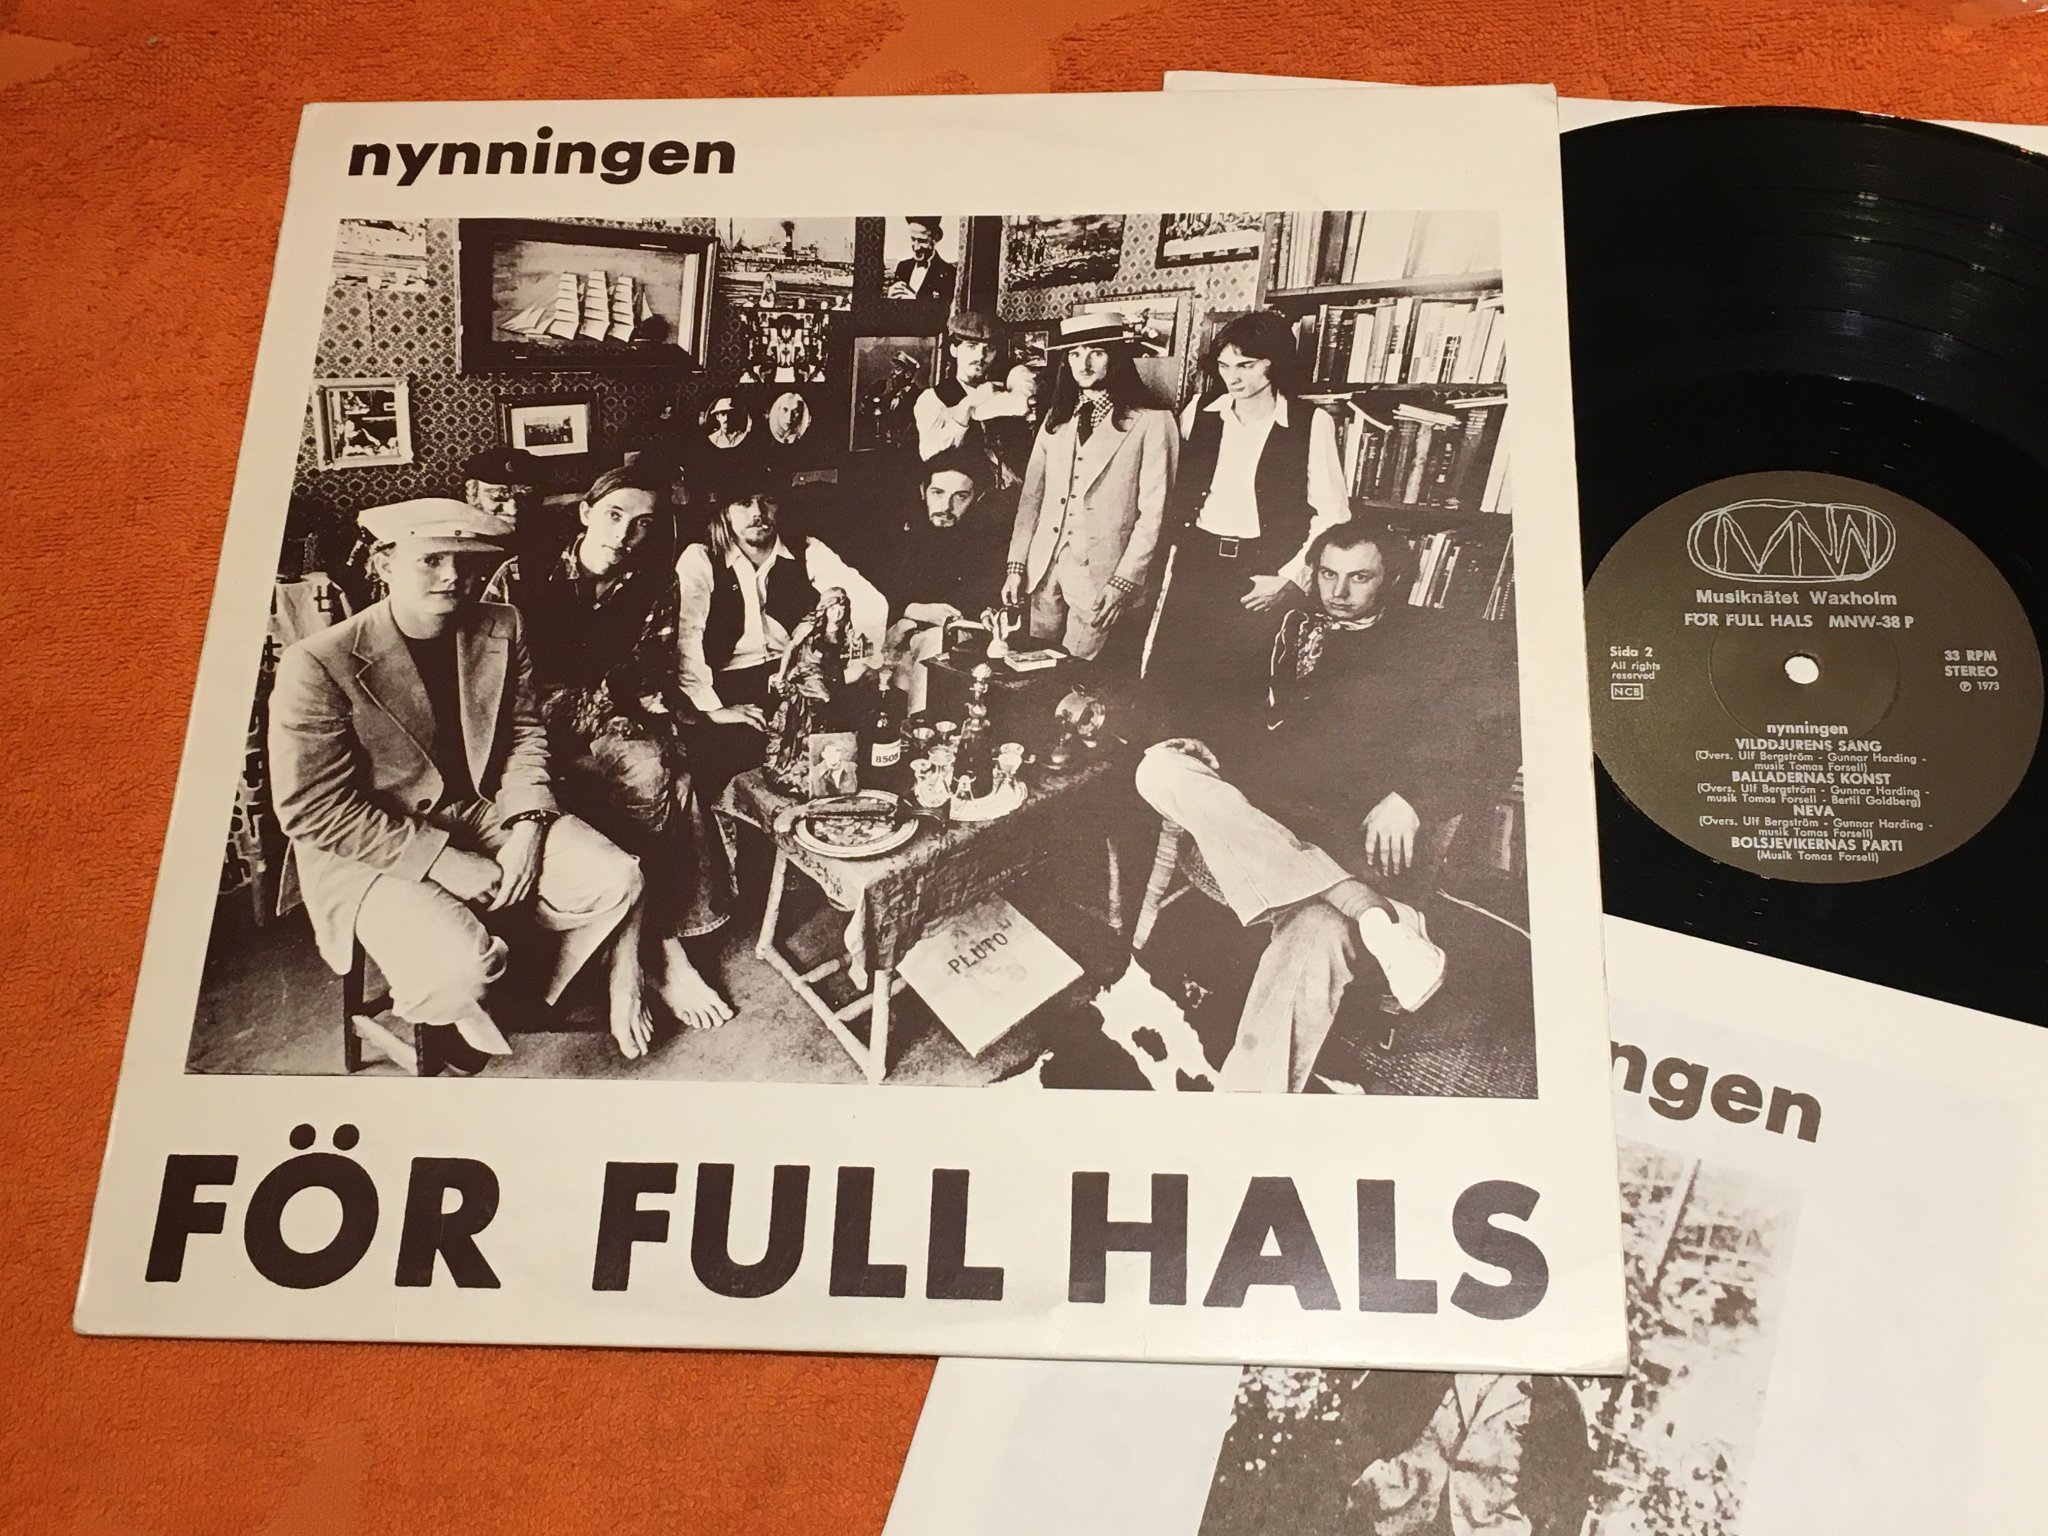 nynningen
8505
PLUTO
FÖR FULL HALS
MNW
Musiknätet Waxholm
FÖR FULL HALS MNW-38 P
Sida 2
All rights
reserved
NCB
33 RPM
STEREO
℗ 1973
nynningen
VILDDJURENS SANG
(Övers. Ulf Bergström - Gunnar Harding -
musik Tomas Forsell)
BALLADERNAS KONST
(Övers. Ulf Bergström - Gunnar Harding -
musik Tomas Forsell - Bertil Goldberg)
NEVA
(Övers. Ulf Bergström - Gunnar Harding -
musik Tomas Forsell)
BOLSJEVIKERNAS PARTI
(Musik Tomas Forsell)
ngen